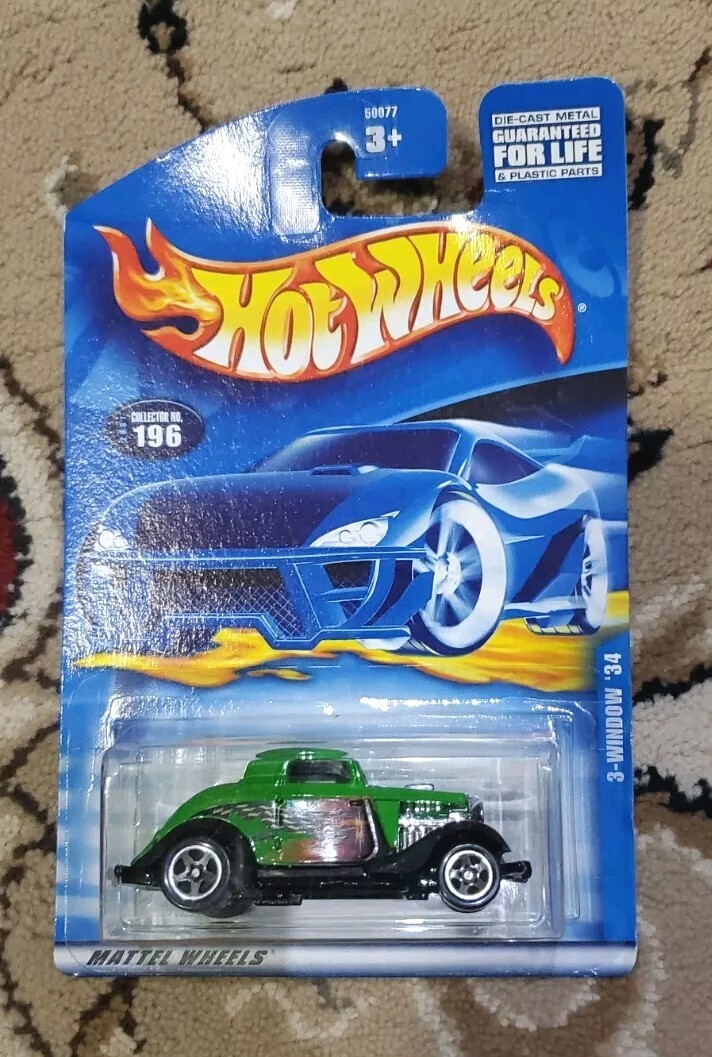 50077
3+
DIE-CAST METAL
GUARANTEED
FOR LIFE
& PLASTIC PARTS
HOT WHEELS®
COLLECTOR NO.
196
3-WINDOW '34
MATTEL WHEELS